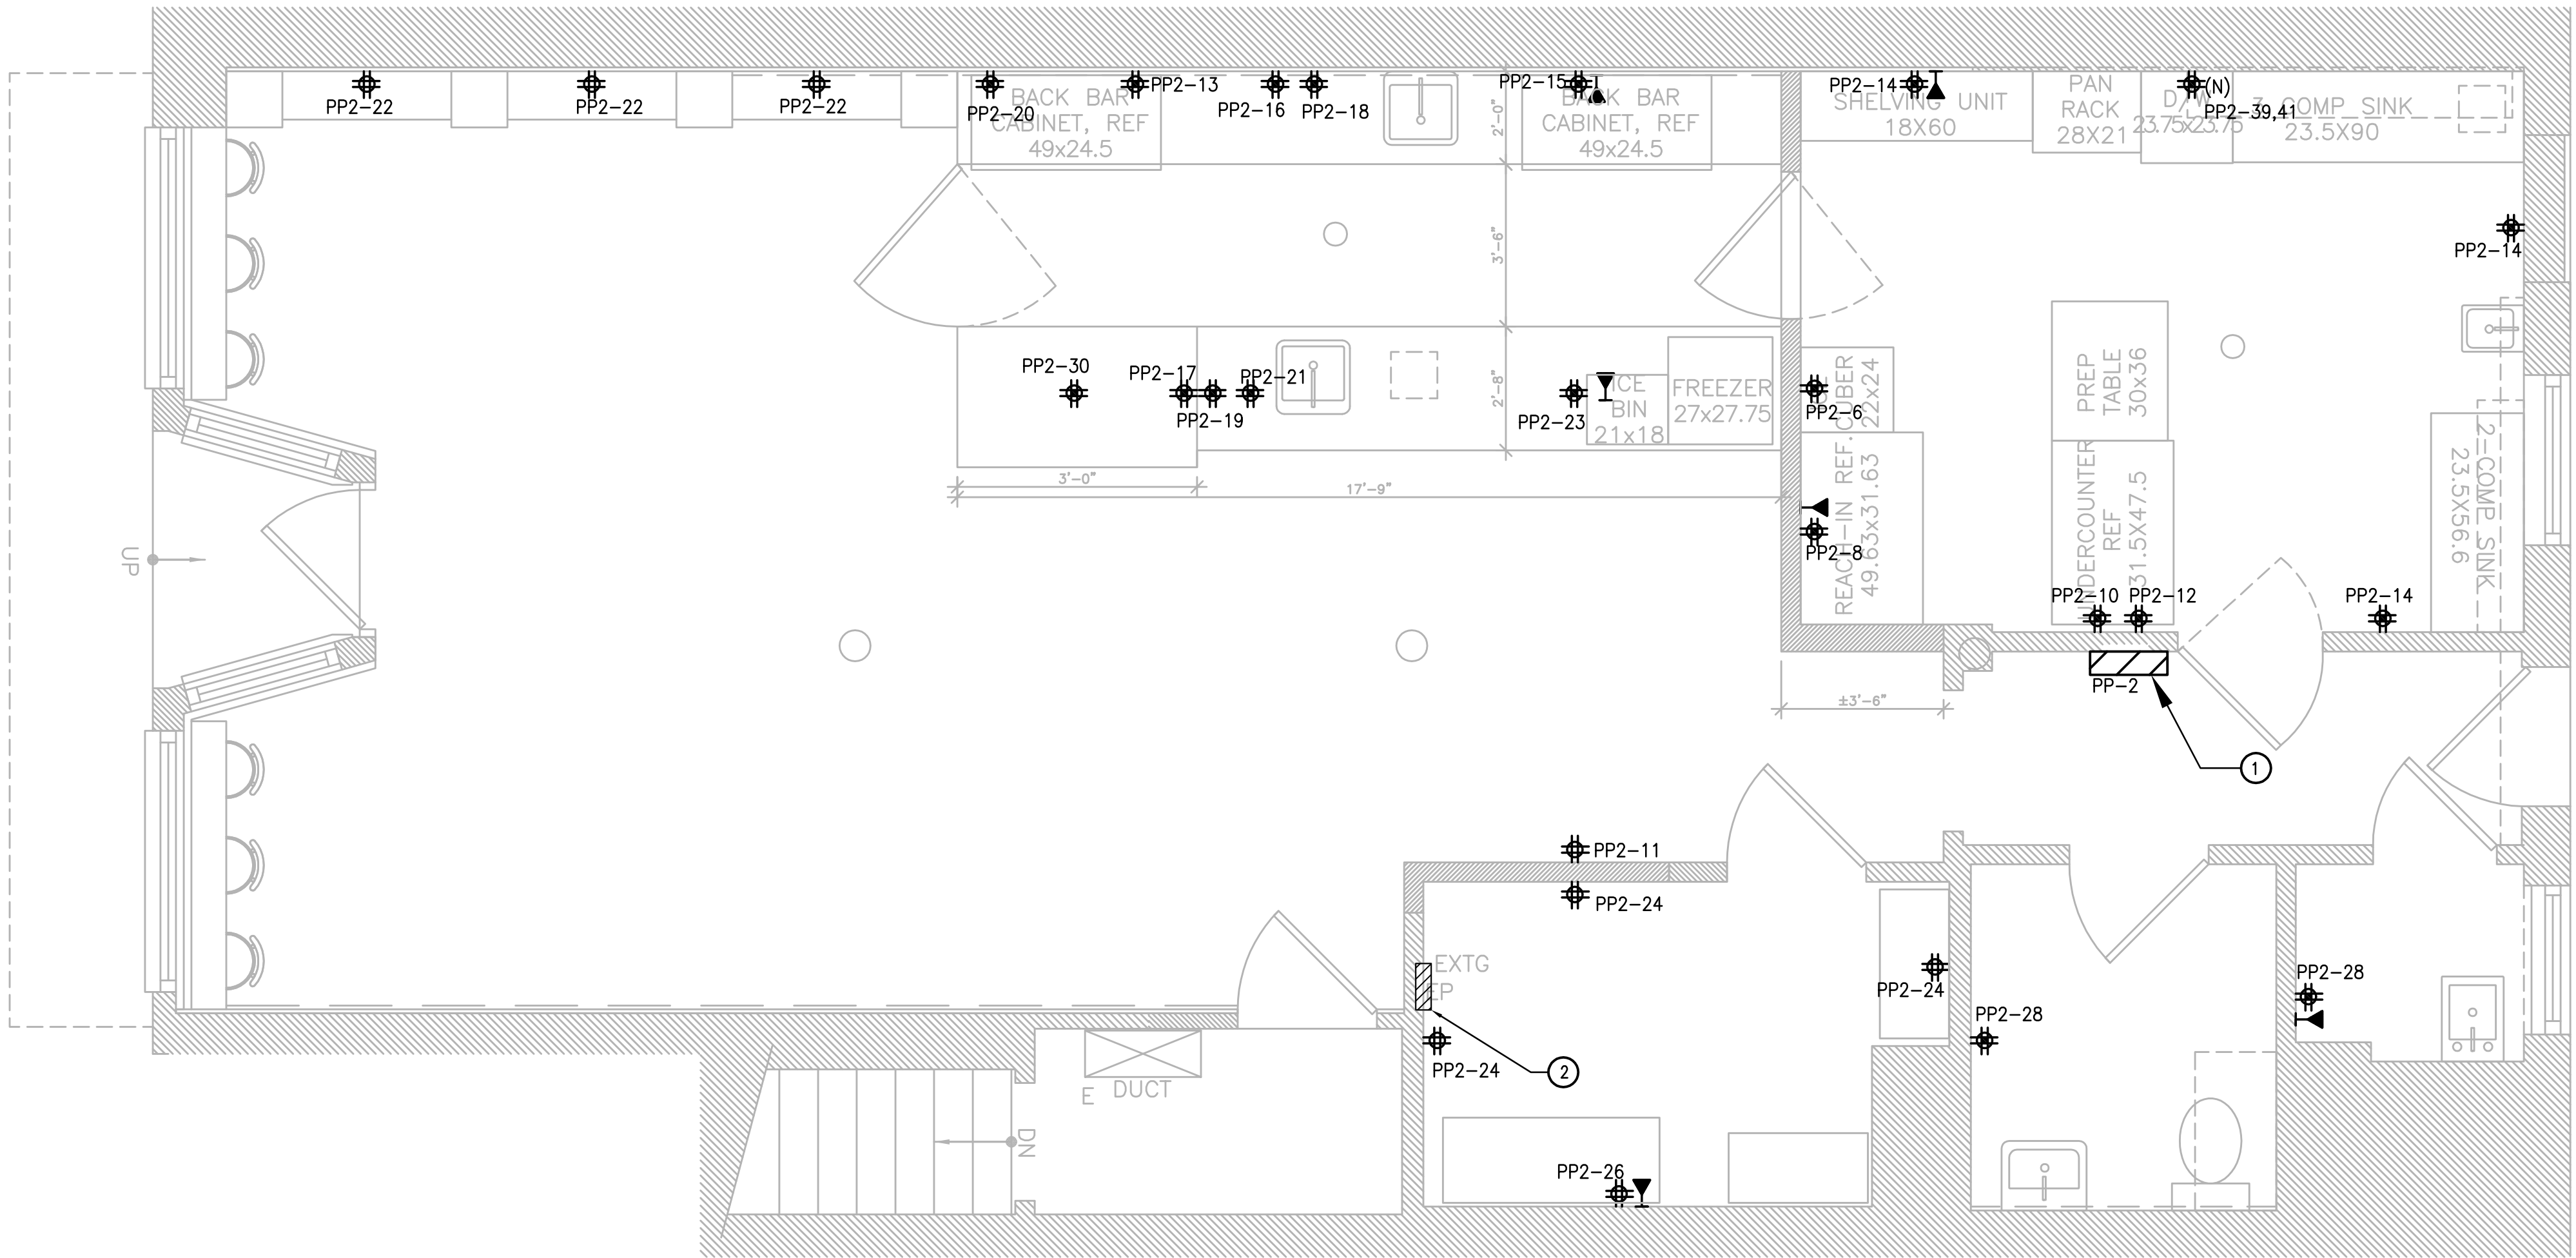 PP2-22
PP2-22
PP2-22
PP2-20
BACK BAR
CABINET, REF
49x24.5
PP2-13
PP2-16
PP2-18
2'-0"
PP2-15
BACK BAR
CABINET, REF
49x24.5
PP2-14
SHELVING UNIT
18X60
PAN
RACK
28X21
23.75x23.75
(N)
PP2-39,41
COMP SINK
23.5X90
3'-6"
PP2-14
PP2-30
PP2-17
PP2-19
PP2-21
2'-8"
PP2-23
ICE
BIN
21x18
FREEZER
27x27.75
CUBER
22x24
PP2-6
PREP
TABLE
30x36
3'-0"
17'-9"
REACH-IN REF.
49.63x31.63
PP2-8
UNDERCOUNTER
REF
31.5X47.5
2-COMP SINK
23.5X56.6
UP
PP2-10
PP2-12
PP2-14
PP-2
±3'-6"
1
PP2-11
PP2-24
EXTG
EP
PP2-24
PP2-28
PP2-28
PP2-24
2
E
DUCT
DN
PP2-26